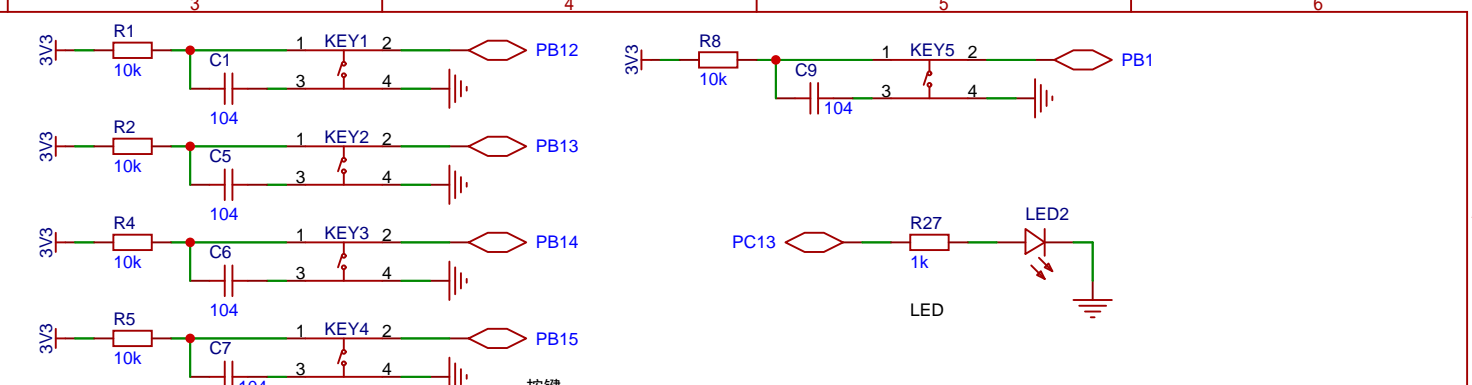 3 4 5 6
R1 KEY1
3V3 1 2 PB12
10k C1
3 4
104
R2 KEY2
3V3 1 2 PB13
10k C5
3 4
104
R4 KEY3
3V3 1 2 PB14
10k C6
3 4
104
R5 KEY4
3V3 1 2 PB15
10k C7
3 4
104
按键
R8 KEY5
3V3 1 2 PB1
10k C9
3 4
104
LED2
PC13 R27
1k
LED